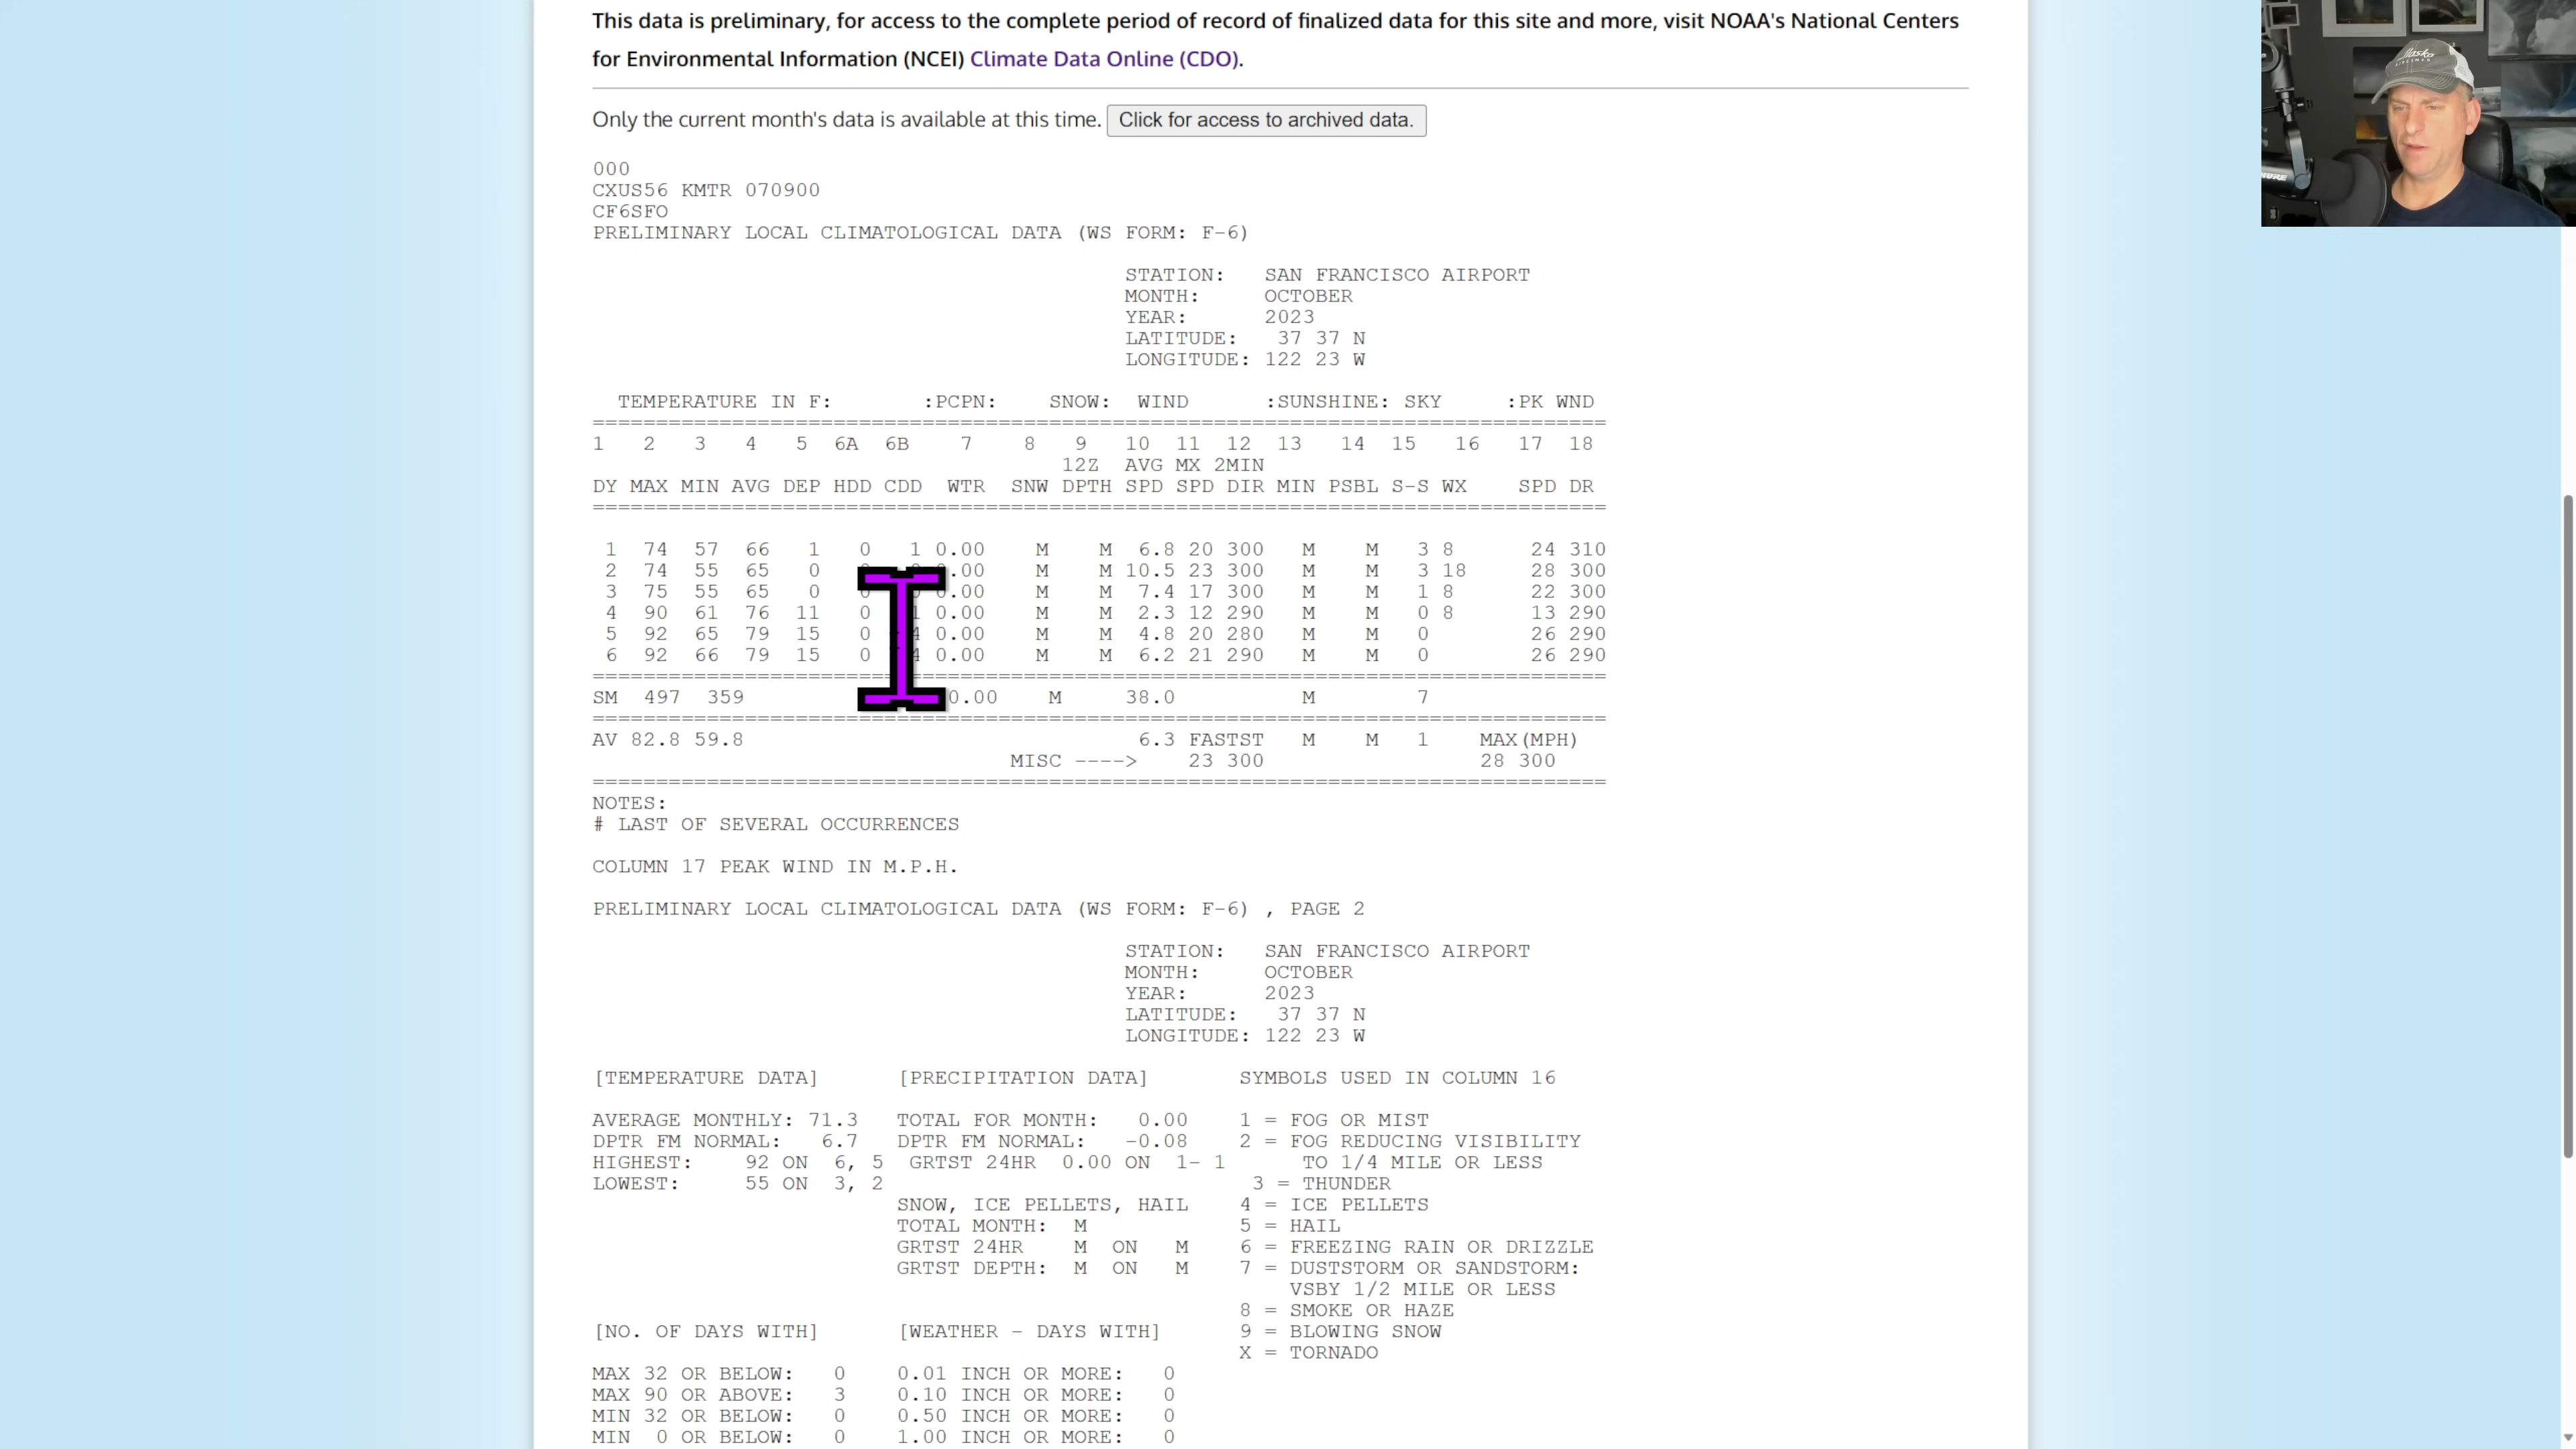 This data is preliminary, for access to the complete period of record of finalized data for this site and more, visit NOAA's National Centers
for Environmental Information (NCEI) Climate Data Online (CDO).
Only the current month's data is available at this time. Click for access to archived data.
000
CXUS56 KMTR 070900
CF6SFO
PRELIMINARY LOCAL CLIMATOLOGICAL DATA (WS FORM: F-6)
STATION: SAN FRANCISCO AIRPORT
MONTH: OCTOBER
YEAR: 2023
LATITUDE: 37 37 N
LONGITUDE: 122 23 W
TEMPERATURE IN F: :PCPN: SNOW: WIND :SUNSHINE: SKY :PK WND
================================================================================
1 2 3 4 5 6A 6B 7 8 9 10 11 12 13 14 15 16 17 18
12Z AVG MX 2MIN
DY MAX MIN AVG DEP HDD CDD WTR SNW DPTH SPD SPD DIR MIN PSBL S-S WX SPD DR
================================================================================
1 74 57 66 1 0 1 0.00 M M 6.8 20 300 M M 3 8 24 310
2 74 55 65 0 .00 M M 10.5 23 300 M M 3 18 28 300
3 75 55 65 0 0.00 M M 7.4 17 300 M M 1 8 22 300
4 90 61 76 11 0 1 0.00 M M 2.3 12 290 M M 0 8 13 290
5 92 65 79 15 0 4 0.00 M M 4.8 20 280 M M 0 26 290
6 92 66 79 15 0 4 0.00 M M 6.2 21 290 M M 0 26 290
================================================================================
SM 497 359 0.00 M 38.0 M 7
================================================================================
AV 82.8 59.8 6.3 FASTST M M 1 MAX(MPH)
MISC ----> 23 300 28 300
================================================================================
NOTES:
# LAST OF SEVERAL OCCURRENCES
COLUMN 17 PEAK WIND IN M.P.H.
PRELIMINARY LOCAL CLIMATOLOGICAL DATA (WS FORM: F-6) , PAGE 2
STATION: SAN FRANCISCO AIRPORT
MONTH: OCTOBER
YEAR: 2023
LATITUDE: 37 37 N
LONGITUDE: 122 23 W
[TEMPERATURE DATA] [PRECIPITATION DATA] SYMBOLS USED IN COLUMN 16
AVERAGE MONTHLY: 71.3 TOTAL FOR MONTH: 0.00 1 = FOG OR MIST
DPTR FM NORMAL: 6.7 DPTR FM NORMAL: -0.08 2 = FOG REDUCING VISIBILITY
HIGHEST: 92 ON 6, 5 GRTST 24HR 0.00 ON 1- 1 TO 1/4 MILE OR LESS
LOWEST: 55 ON 3, 2 3 = THUNDER
SNOW, ICE PELLETS, HAIL 4 = ICE PELLETS
TOTAL MONTH: M 5 = HAIL
GRTST 24HR M ON M 6 = FREEZING RAIN OR DRIZZLE
GRTST DEPTH: M ON M 7 = DUSTSTORM OR SANDSTORM:
VSBY 1/2 MILE OR LESS
8 = SMOKE OR HAZE
[NO. OF DAYS WITH] [WEATHER - DAYS WITH] 9 = BLOWING SNOW
X = TORNADO
MAX 32 OR BELOW: 0 0.01 INCH OR MORE: 0
MAX 90 OR ABOVE: 3 0.10 INCH OR MORE: 0
MIN 32 OR BELOW: 0 0.50 INCH OR MORE: 0
MIN 0 OR BELOW: 0 1.00 INCH OR MORE: 0
Alaska
AIRLINES